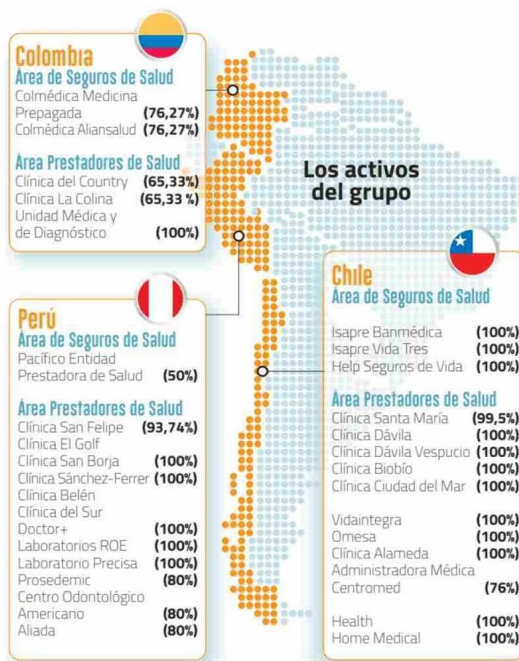 Colombia
Área de Seguros de Salud
Colmédica Medicina
Prepagada (76,27%)
Colmédica Aliansalud (76,27%)
Área Prestadores de Salud
Clínica del Country (65,33%)
Clínica La Colina (65,33 %)
Unidad Médica y
de Diagnóstico (100%)
Los activos
del grupo
Perú
Área de Seguros de Salud
Pacífico Entidad
Prestadora de Salud (50%)
Área Prestadores de Salud
Clínica San Felipe (93,74%)
Clínica El Golf
Clínica San Borja (100%)
Clínica Sánchez-Ferrer (100%)
Clínica Belén
Clínica del Sur
Doctor+ (100%)
Laboratorios ROE (100%)
Laboratorio Precisa (100%)
Prosedemic (80%)
Centro Odontológico
Americano (80%)
Aliada (80%)
Chile
Área de Seguros de Salud
Isapre Banmédica (100%)
Isapre Vida Tres (100%)
Help Seguros de Vida (100%)
Área Prestadores de Salud
Clínica Santa María (99,5%)
Clínica Dávila (100%)
Clínica Dávila Vespucio (100%)
Clínica Biobío (100%)
Clínica Ciudad del Mar (100%)
Vidaintegra (100%)
Omesa (100%)
Clínica Alameda (100%)
Administradora Médica
Centromed (76%)
Health (100%)
Home Medical (100%)